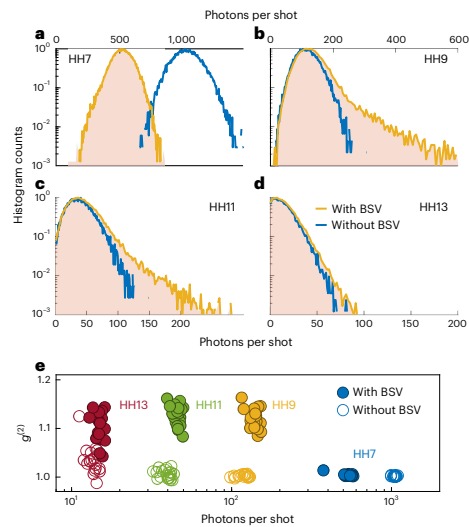 Photons per shot
a
0
500
1,000
b
0
200
400
600
10⁰
10⁻¹
10⁻²
10⁻³
HH7
HH9
Histogram counts
c
d
10⁰
10⁻¹
10⁻²
10⁻³
HH11
HH13
With BSV
Without BSV
0
50
100
150
200
0
50
100
200
Photons per shot
e
1.2
1.1
1.0
g⁽²⁾
HH13
HH11
HH9
HH7
With BSV
Without BSV
10¹
10²
10³
Photons per shot